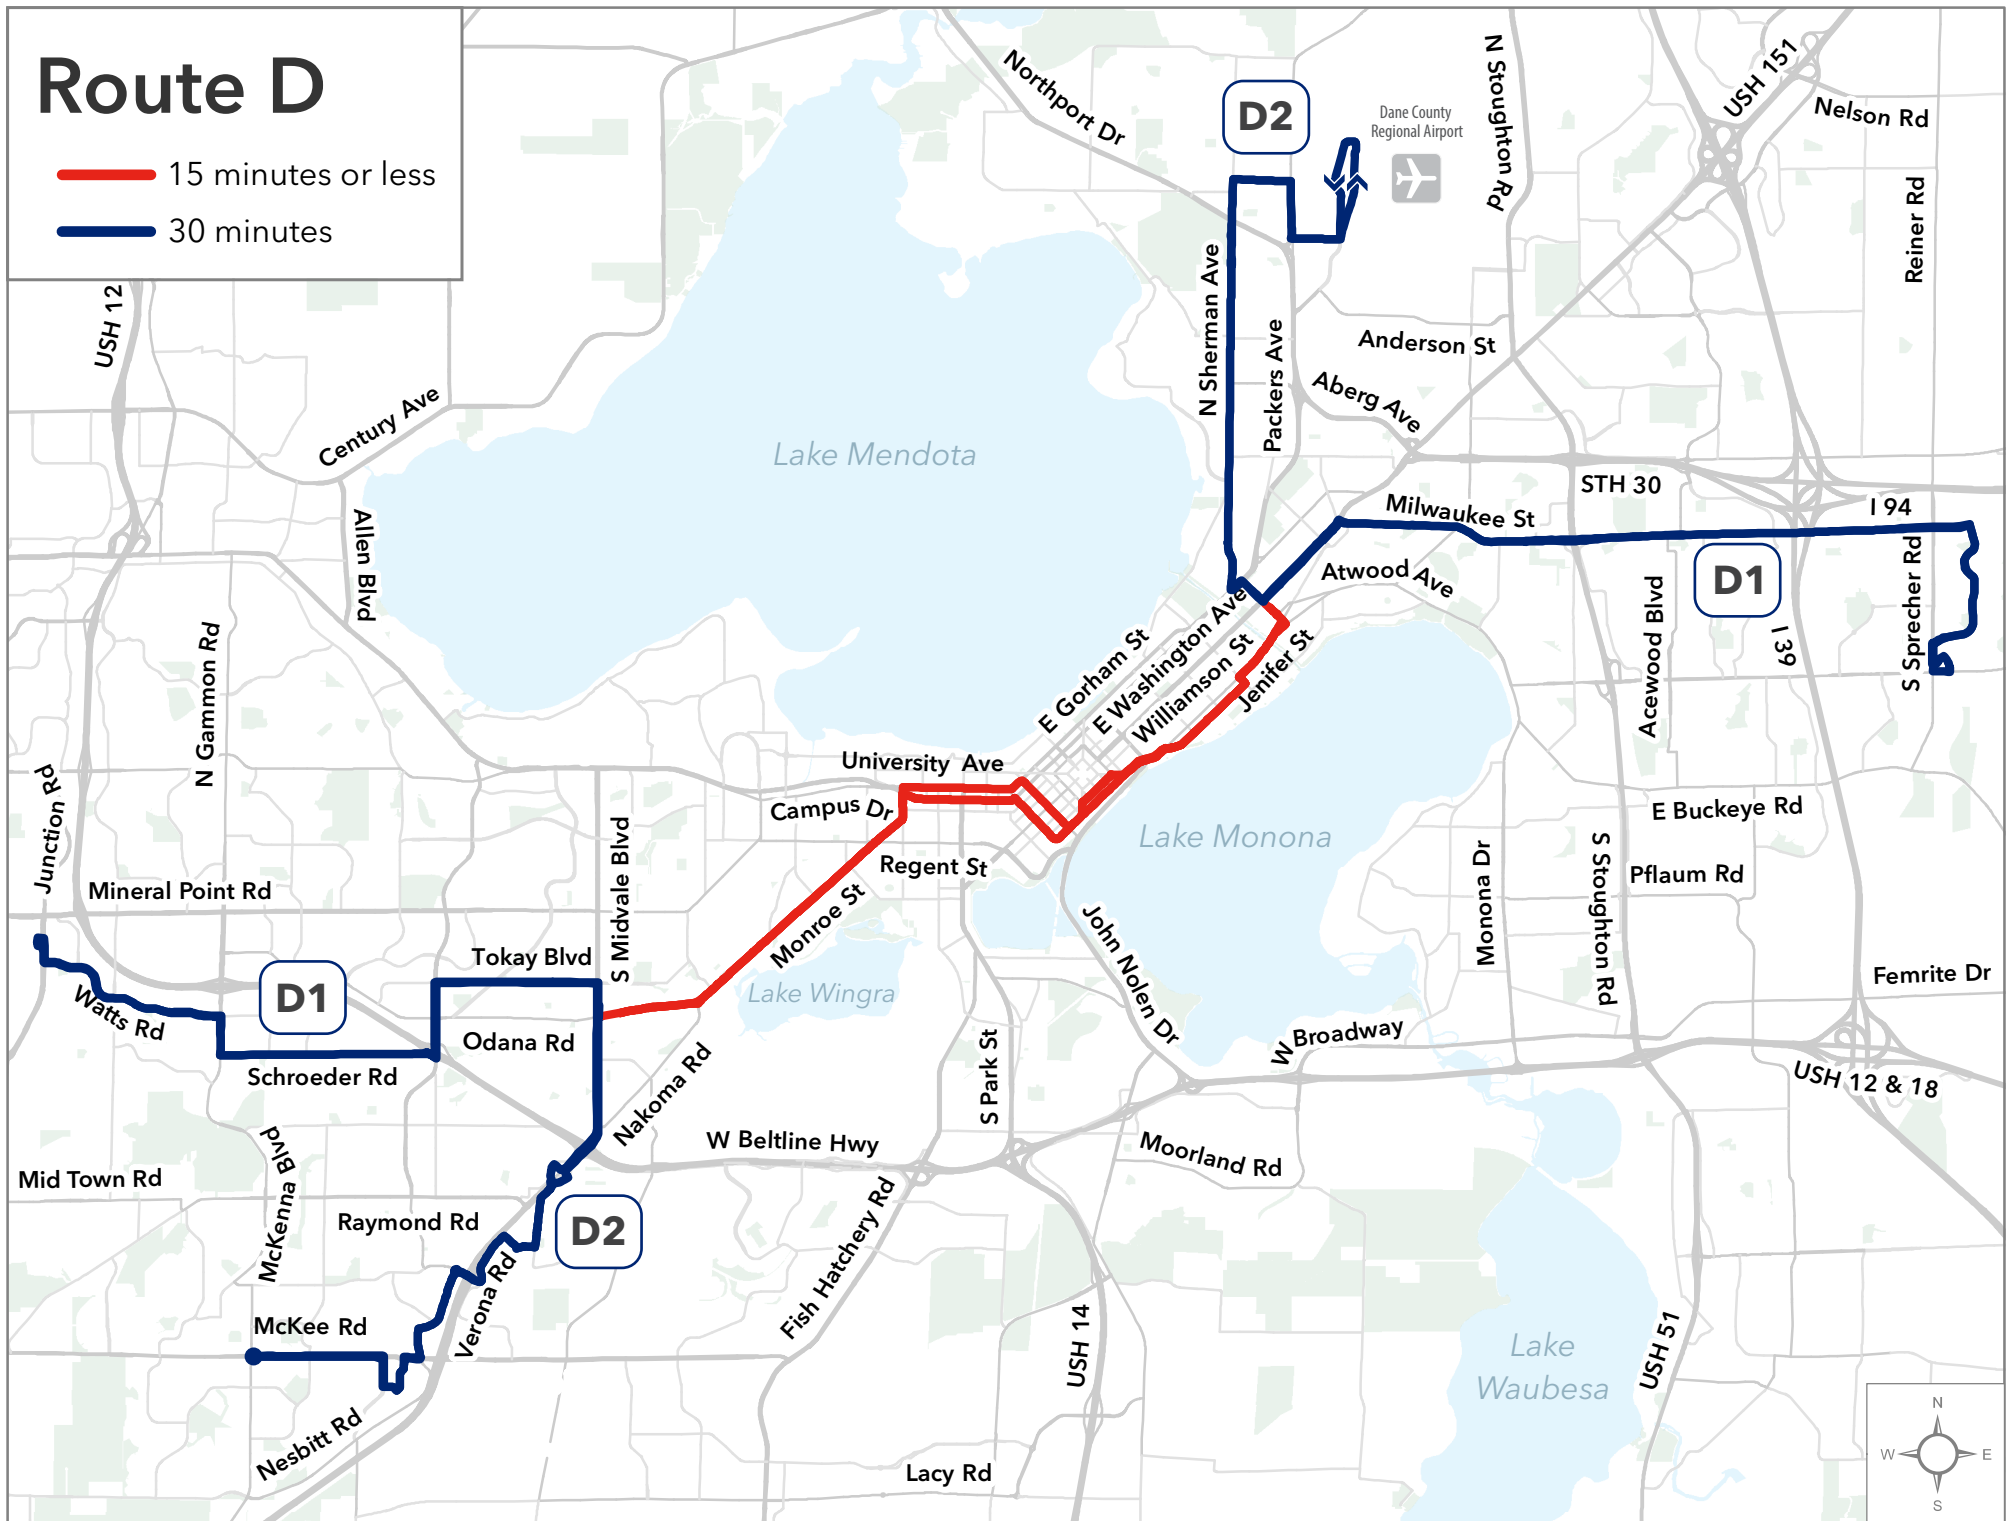 Route D
15 minutes or less
30 minutes
Northport Dr
D2
Dane County
Regional Airport
N Stoughton Rd
USH 151
Nelson Rd
Reiner Rd
USH 12
N Sherman Ave
Packers Ave
Anderson St
Aberg Ave
Century Ave
Lake Mendota
Allen Blvd
STH 30
Milwaukee St
I 94
D1
Atwood Ave
Acewood Blvd
I 39
S Sprecher Rd
N Gammon Rd
E Gorham St
E Washington Ave
Williamson St
Jenifer St
University Ave
Campus Dr
Junction Rd
Mineral Point Rd
S Midvale Blvd
Regent St
Lake Monona
Monona Dr
S Stoughton Rd
E Buckeye Rd
Pflaum Rd
Monroe St
Tokay Blvd
D1
Watts Rd
Lake Wingra
John Nolen Dr
Femrite Dr
Odana Rd
Schroeder Rd
Nakoma Rd
S Park St
W Broadway
USH 12 & 18
W Beltline Hwy
Moorland Rd
Mid Town Rd
McKenna Blvd
Raymond Rd
D2
Verona Rd
Fish Hatchery Rd
McKee Rd
USH 14
Lake
Waubesa
USH 51
Nesbitt Rd
Lacy Rd
N
W
E
S